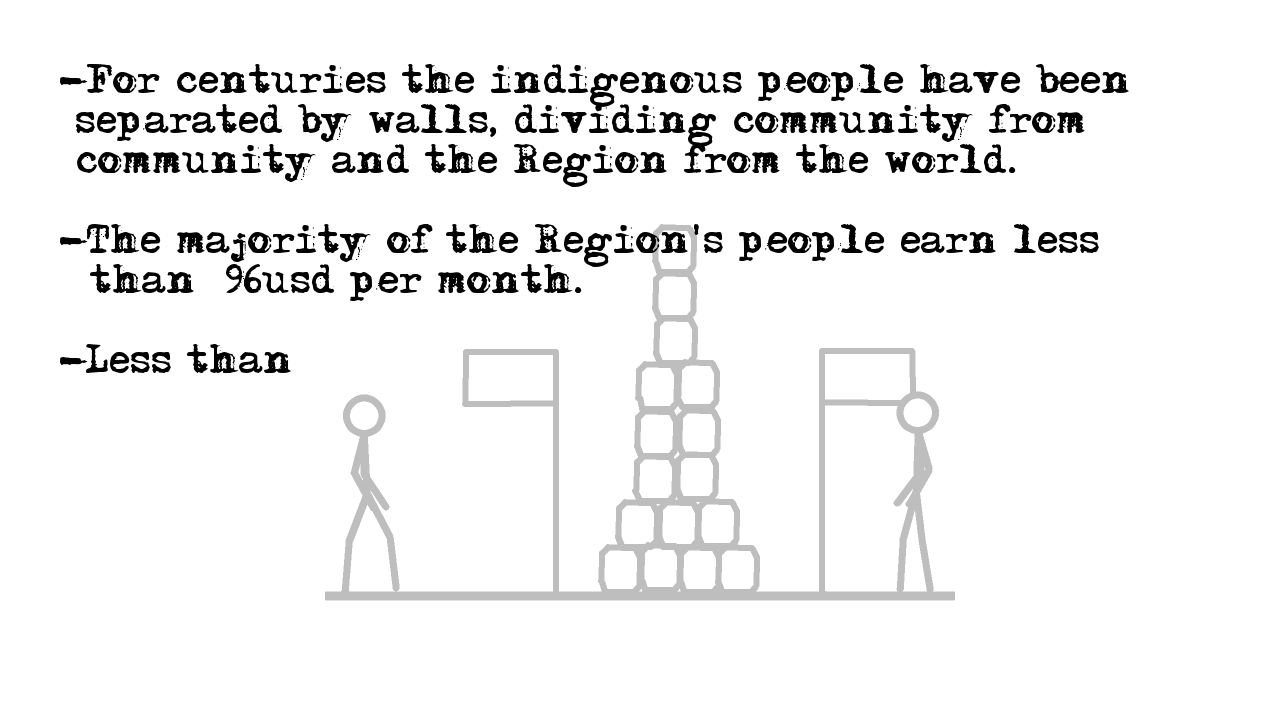 -For centuries the indigenous people have been
separated by walls, dividing community from
community and the Region from the world.
-The majority of the Region's people earn less
than 96usd per month.
-Less than